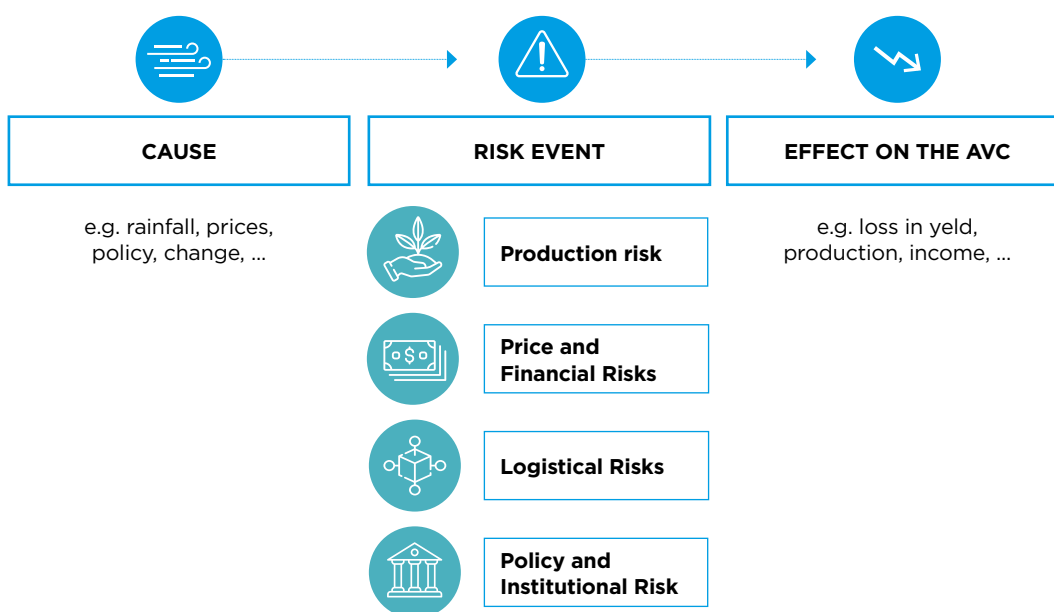 CAUSE
e.g. rainfall, prices,
policy, change, ...
RISK EVENT
Production risk
Price and
Financial Risks
Logistical Risks
Policy and
Institutional Risk
EFFECT ON THE AVC
e.g. loss in yeld,
production, income, ...